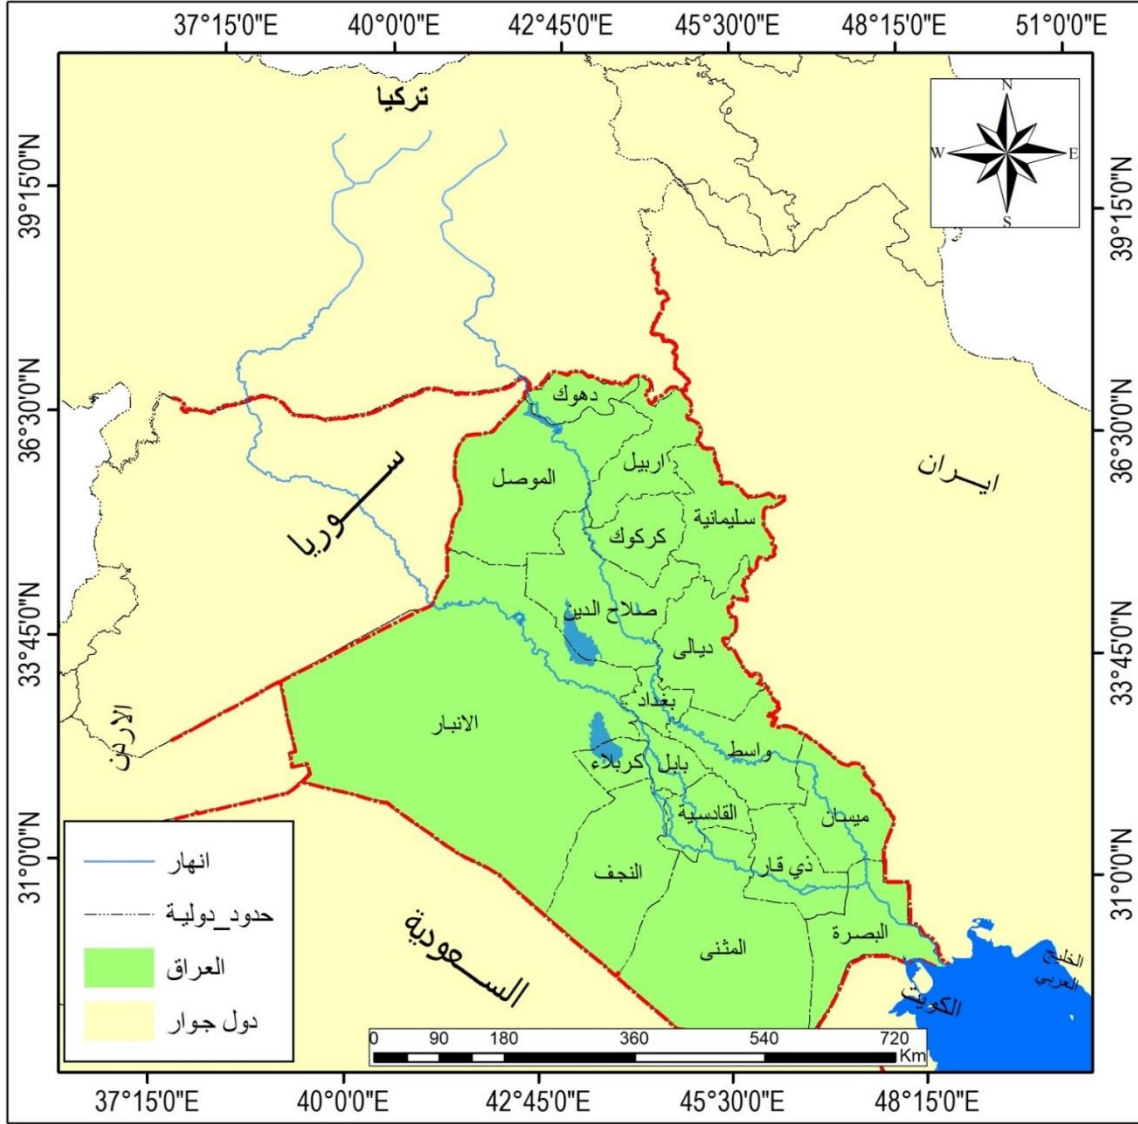 37°15'0"E 40°0'0"E 42°45'0"E 45°30'0"E 48°15'0"E 51°0'0"E
تركيا
N
W E
S
39°15'0"N
39°15'0"N
36°30'0"N
36°30'0"N
دهوك
اربيل
الموصل
سليمانية
كركوك
ايـــران
ســـــوريا
صلاح الدين
ديالى
33°45'0"N
33°45'0"N
بغداد
الانبار
الاردن
واسط
كربلاء
بابل
القادسية
ميسان
ذي قار
النجف
31°0'0"N
31°0'0"N
البصرة
المثنى
الســعودية
الخليج
العربي
الكويت
انهار
حدود_دولية
العراق
دول جوار
0 90 180 360 540 720
Km
37°15'0"E 40°0'0"E 42°45'0"E 45°30'0"E 48°15'0"E